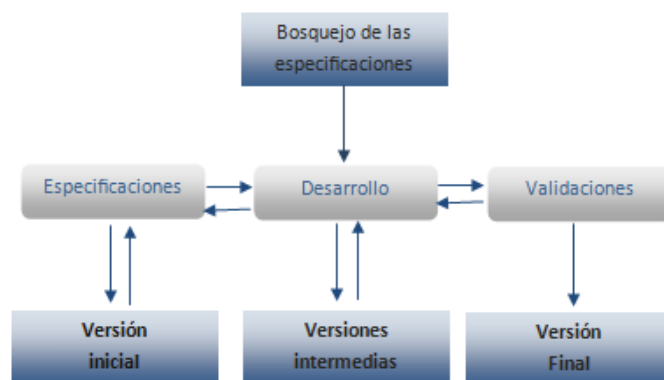 Bosquejo de las
especificaciones
Especificaciones
Desarrollo
Validaciones
Versión
inicial
Versiones
intermedias
Versión
Final